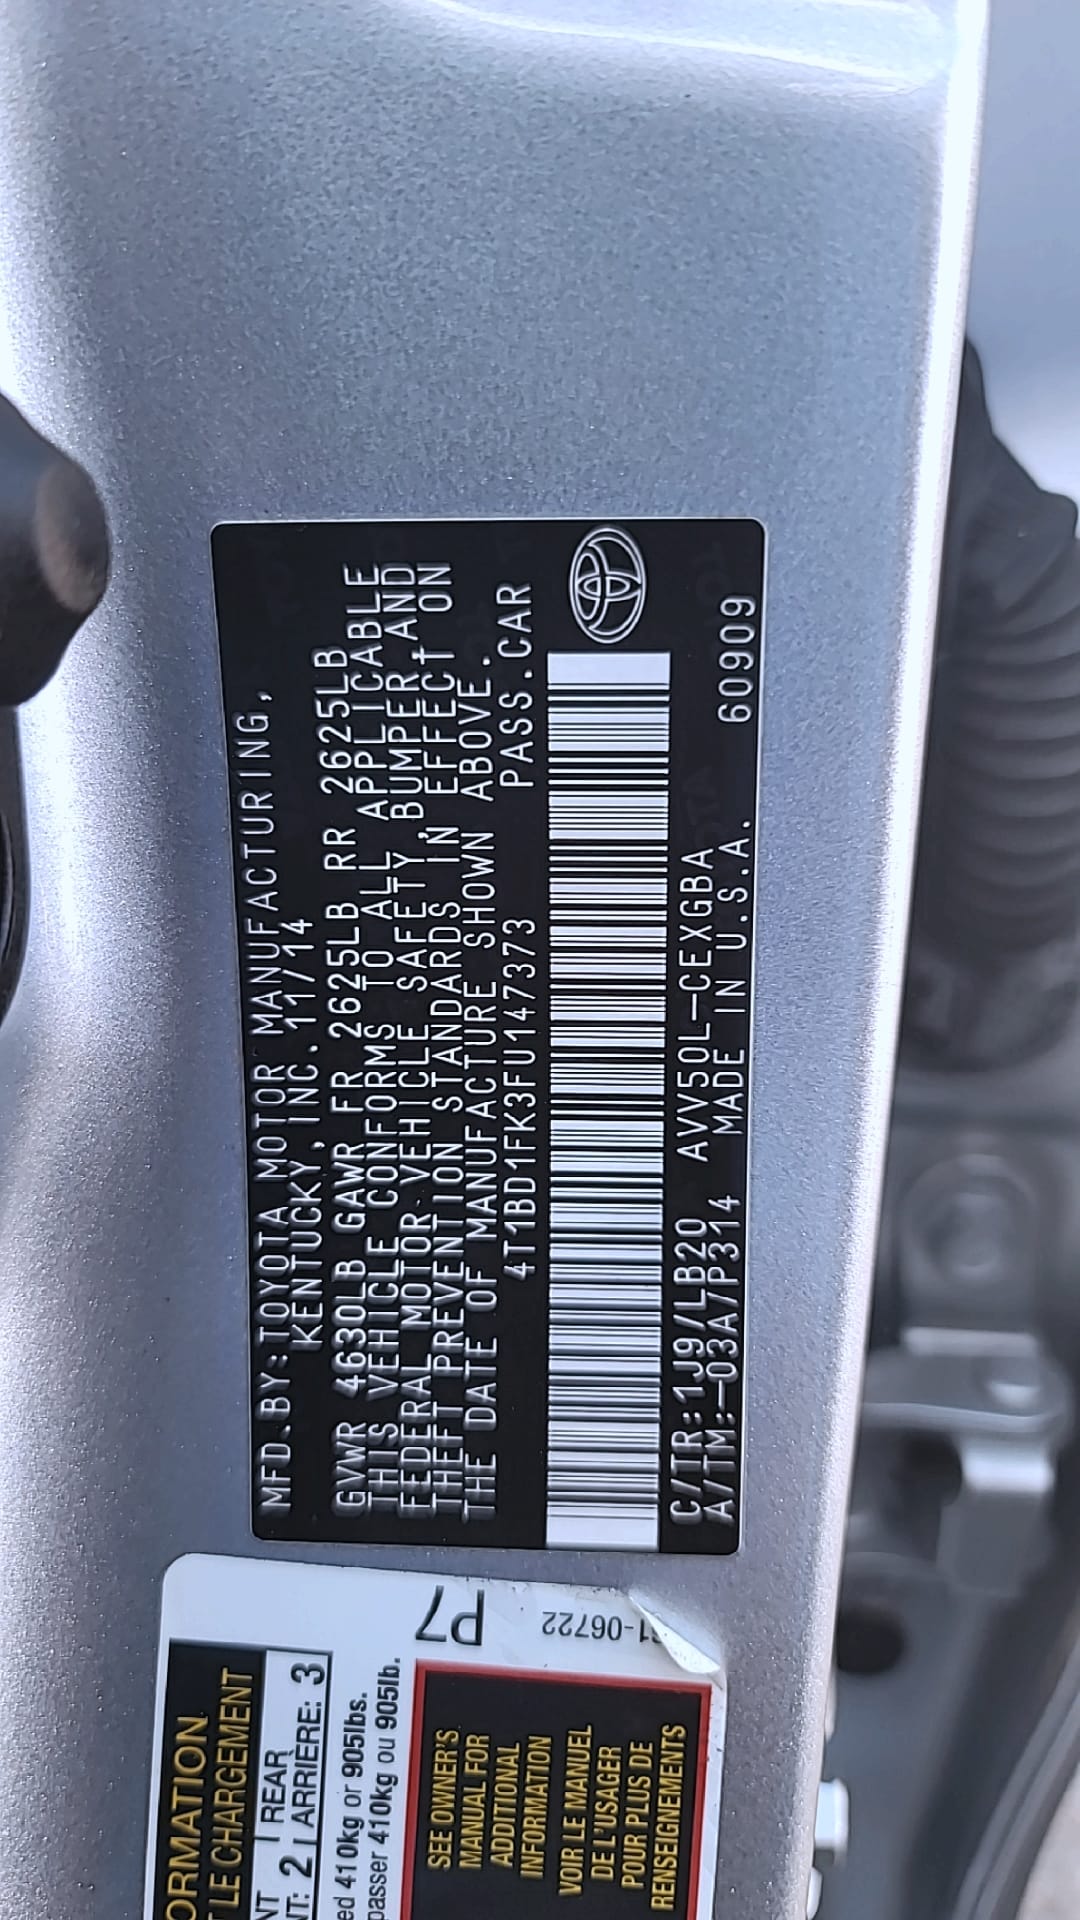 MFD.BY:TOYOTA MOTOR MANUFACTURING,
KENTUCKY,INC. 11/14
GVWR 4630LB GAWR FR 2625LB RR 2625LB
THIS VEHICLE CONFORMS TO ALL APPLICABLE
FEDERAL MOTOR VEHICLE SAFETY,BUMPER,AND
THEFT PREVENTION STANDARDS IN EFFECT ON
THE DATE OF MANUFACTURE SHOWN ABOVE.
4T1BD1FK3FU147373 PASS.CAR
C/TR:1J9/LB20 AVV50L-CEXGBA
A/TM:-03A/P314 MADE IN U.S.A. 60909
P7
-06722
LE CHARGEMENT
REAR
2 ARRIERE: 3
410kg or 905lbs.
passer 410kg ou 905lb.
SEE OWNER'S
MANUAL FOR
ADDITIONAL
INFORMATION
VOIR LE MANUEL
DE L'USAGER
POUR PLUS DE
RENSEIGNEMENTS